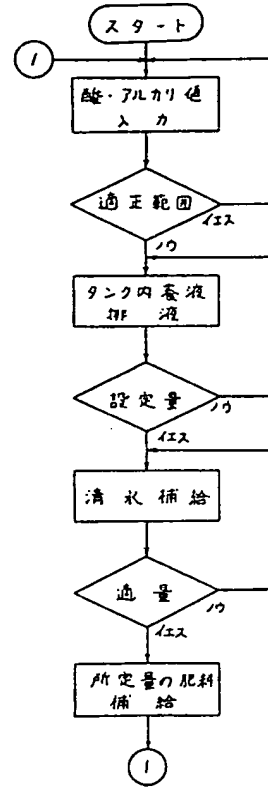 スタート
1
酸・アルカリ値
入力
適正範囲
イエス
ノウ
タンク内養液
排液
設定量
ノウ
イエス
清水補給
適量
ノウ
イエス
所定量の肥料
補給
1